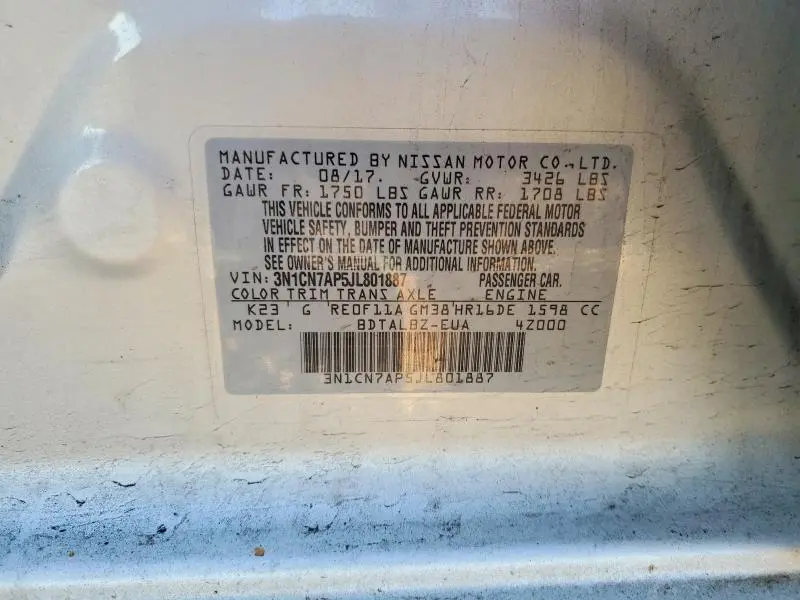 MANUFACTURED BY NISSAN MOTOR CO.,LTD.
DATE: 08/17. GVWR: 3426 LBS
GAWR FR: 1750 LBS GAWR RR: 1708 LBS
THIS VEHICLE CONFORMS TO ALL APPLICABLE FEDERAL MOTOR
VEHICLE SAFETY, BUMPER AND THEFT PREVENTION STANDARDS
IN EFFECT ON THE DATE OF MANUFACTURE SHOWN ABOVE.
SEE OWNER'S MANUAL FOR ADDITIONAL INFORMATION.
VIN: 3N1CN7AP5JL801887 PASSENGER CAR.
COLOR TRIM TRANS AXLE ENGINE
K23 G RE0F11A GM38 HR16DE 1598 CC
MODEL: BDTALBZ-EUA 4Z000
3N1CN7AP5JL801887